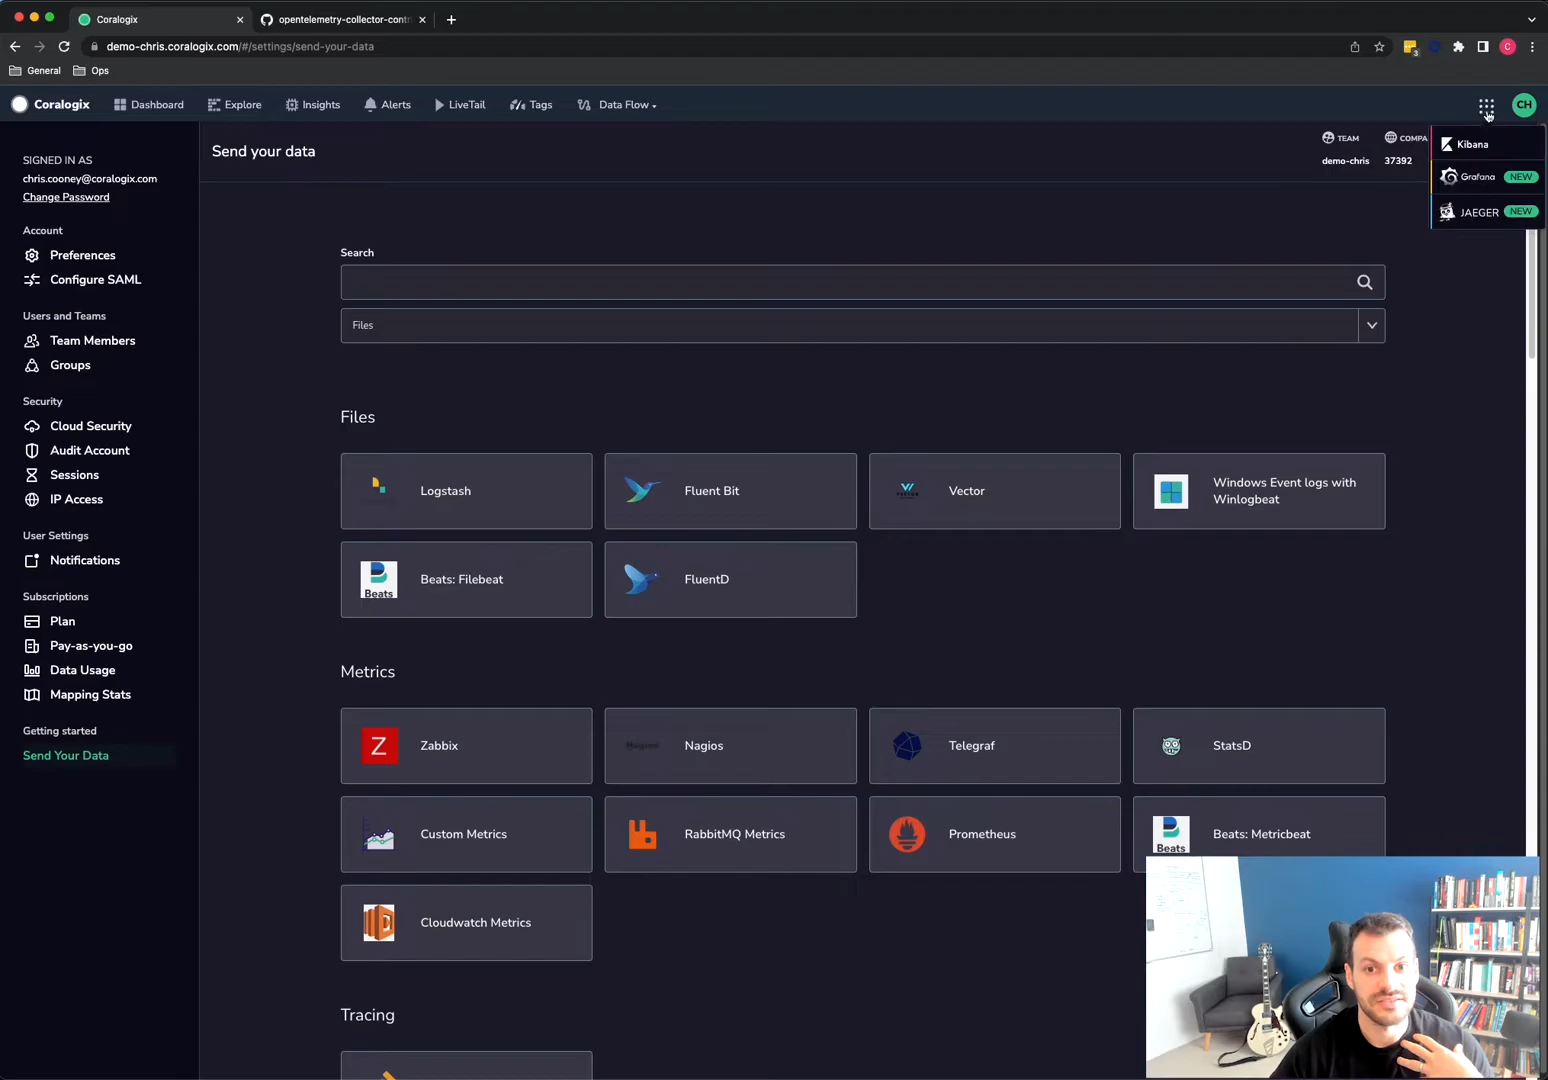 Coralogix
opentelemetry-collector-contr
demo-chris.coralogix.com/#/settings/send-your-data
3
C
General
Ops
Coralogix
Dashboard
Explore
Insights
Alerts
LiveTail
Tags
Data Flow
CH
SIGNED IN AS
chris.cooney@coralogix.com
Change Password
Account
Preferences
Configure SAML
Users and Teams
Team Members
Groups
Security
Cloud Security
Audit Account
Sessions
IP Access
User Settings
Notifications
Subscriptions
Plan
Pay-as-you-go
Data Usage
Mapping Stats
Getting started
Send Your Data
Send your data
TEAM
demo-chris
COMPA
37392
Kibana
Grafana NEW
JAEGER NEW
Search
Files
Files
Logstash
Fluent Bit
Vector
Windows Event logs with
Winlogbeat
Beats
Beats: Filebeat
FluentD
Metrics
Z
Zabbix
Nagios
Nagios
Telegraf
StatsD
Custom Metrics
RabbitMQ Metrics
Prometheus
Beats
Beats: Metricbeat
Cloudwatch Metrics
Tracing